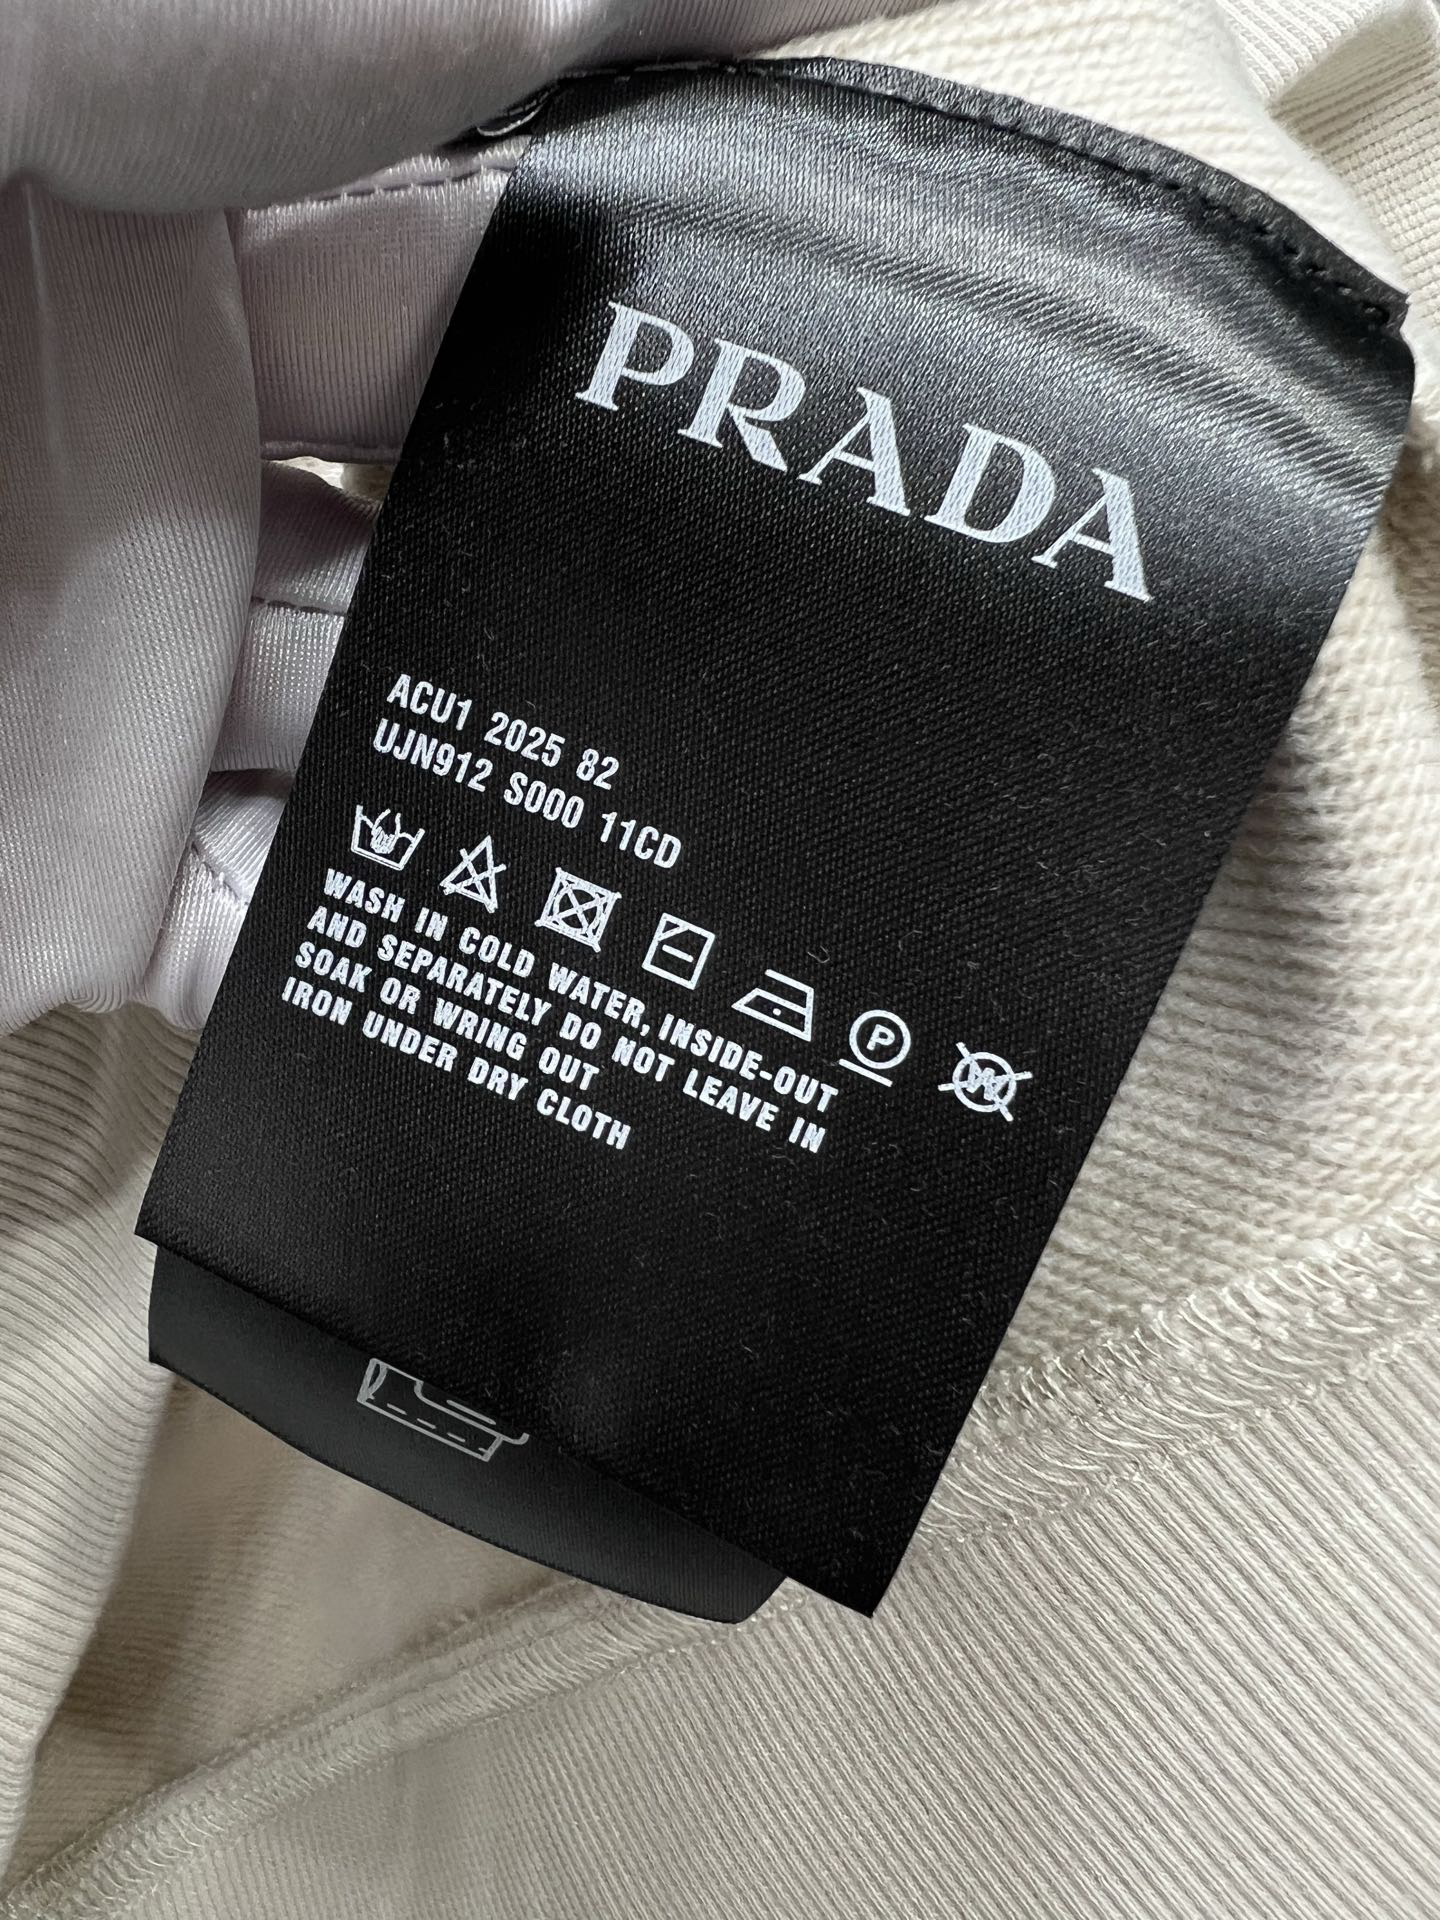 PRADA
ACU1 2025 82
UJN912 S000 11CD
P W
WASH IN COLD WATER, INSIDE-OUT
AND SEPARATELY DO NOT LEAVE IN
SOAK OR WRING OUT
IRON UNDER DRY CLOTH